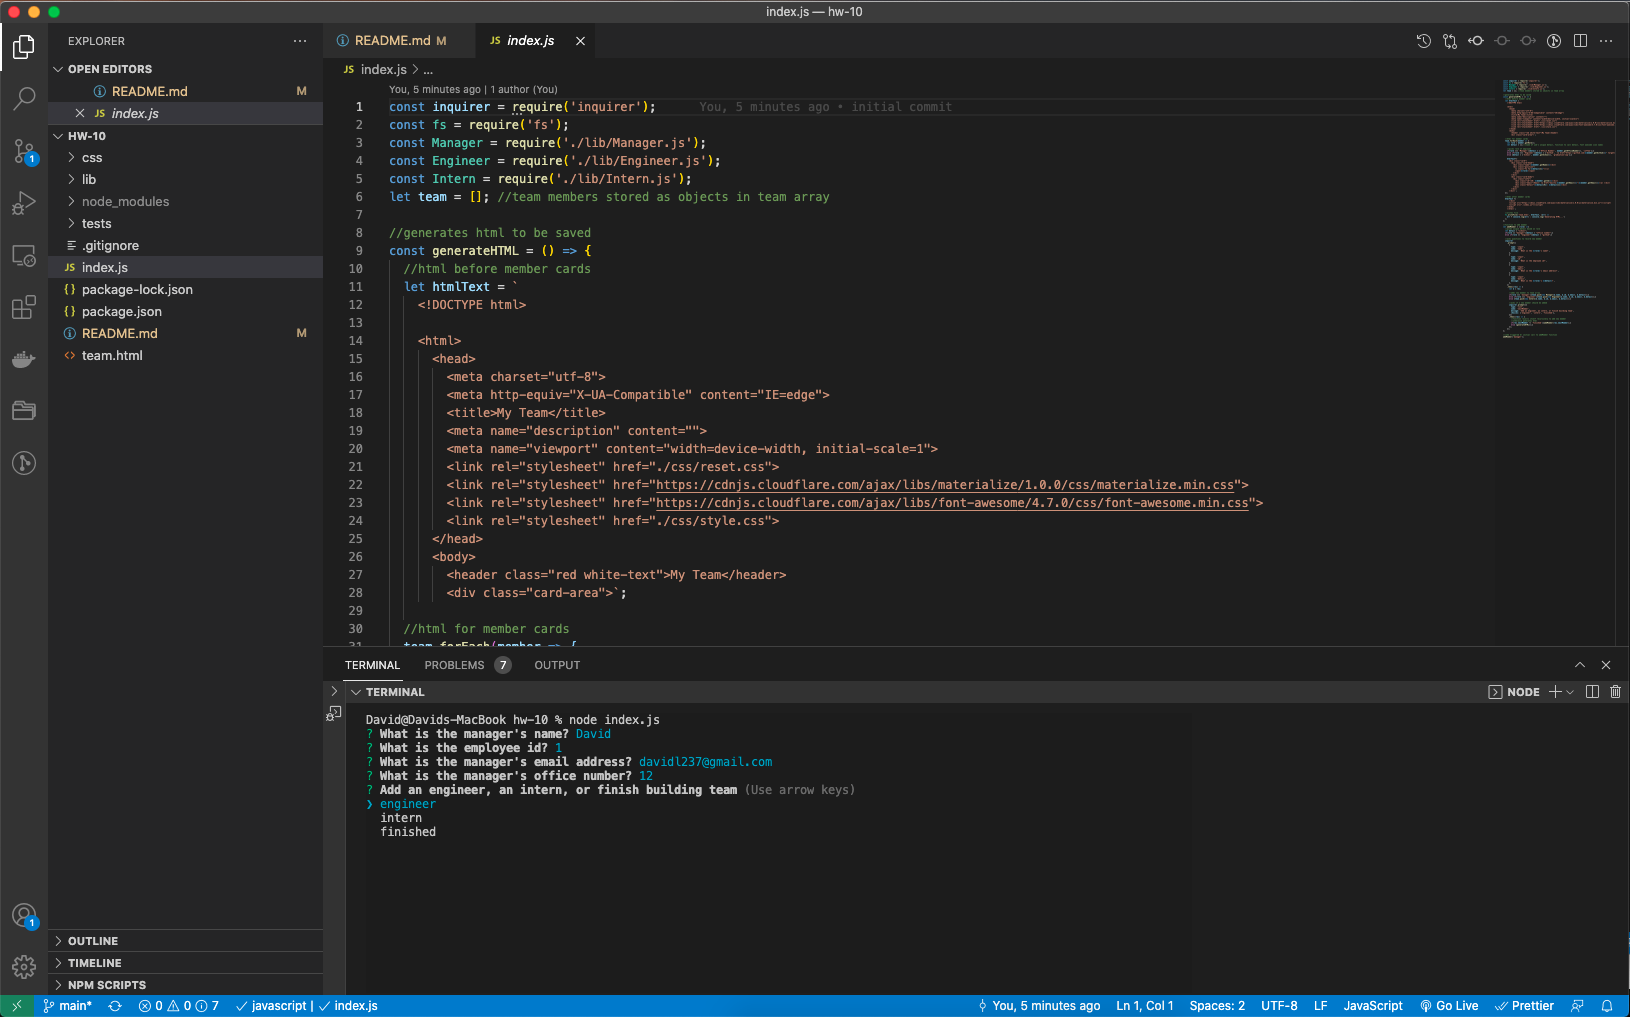 index.js — hw-10
EXPLORER
OPEN EDITORS
README.md M
JS index.js
HW-10
css
lib
node_modules
tests
.gitignore
JS index.js
{} package-lock.json
{} package.json
README.md M
<> team.html
OUTLINE
TIMELINE
NPM SCRIPTS
1
1
README.md M
JS index.js
JS index.js > ...
You, 5 minutes ago | 1 author (You)
1 const inquirer = require('inquirer'); You, 5 minutes ago • initial commit
2 const fs = require('fs');
3 const Manager = require('./lib/Manager.js');
4 const Engineer = require('./lib/Engineer.js');
5 const Intern = require('./lib/Intern.js');
6 let team = []; //team members stored as objects in team array
7
8 //generates html to be saved
9 const generateHTML = () => {
10 //html before member cards
11 let htmlText = `
12 <!DOCTYPE html>
13
14 <html>
15 <head>
16 <meta charset="utf-8">
17 <meta http-equiv="X-UA-Compatible" content="IE=edge">
18 <title>My Team</title>
19 <meta name="description" content="">
20 <meta name="viewport" content="width=device-width, initial-scale=1">
21 <link rel="stylesheet" href="./css/reset.css">
22 <link rel="stylesheet" href="https://cdnjs.cloudflare.com/ajax/libs/materialize/1.0.0/css/materialize.min.css">
23 <link rel="stylesheet" href="https://cdnjs.cloudflare.com/ajax/libs/font-awesome/4.7.0/css/font-awesome.min.css">
24 <link rel="stylesheet" href="./css/style.css">
25 </head>
26 <body>
27 <header class="red white-text">My Team</header>
28 <div class="card-area">`;
29
30 //html for member cards
31 team.forEach(member => {
TERMINAL PROBLEMS 7 OUTPUT
TERMINAL NODE
David@Davids-MacBook hw-10 % node index.js
? What is the manager's name? David
? What is the employee id? 1
? What is the manager's email address? davidl237@gmail.com
? What is the manager's office number? 12
? Add an engineer, an intern, or finish building team (Use arrow keys)
❯ engineer
intern
finished
main* 0 0 7 javascript | index.js You, 5 minutes ago Ln 1, Col 1 Spaces: 2 UTF-8 LF JavaScript Go Live Prettier